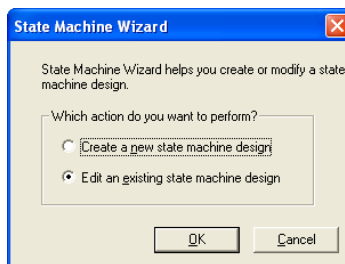 State Machine Wizard
State Machine Wizard helps you create or modify a state
machine design.
Which action do you want to perform?
Create a new state machine design
Edit an existing state machine design
OK
Cancel